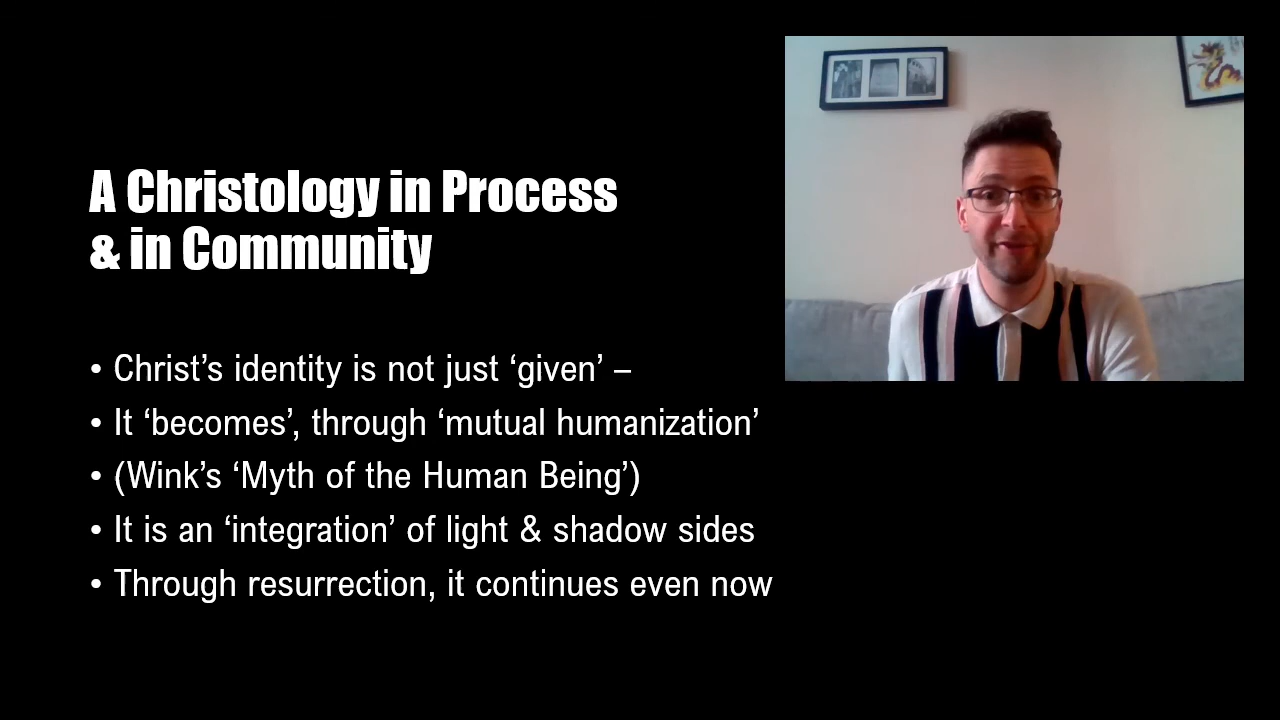 A Christology in Process
& in Community
• Christ’s identity is not just ‘given’ –
• It ‘becomes’, through ‘mutual humanization’
• (Wink’s ‘Myth of the Human Being’)
• It is an ‘integration’ of light & shadow sides
• Through resurrection, it continues even now